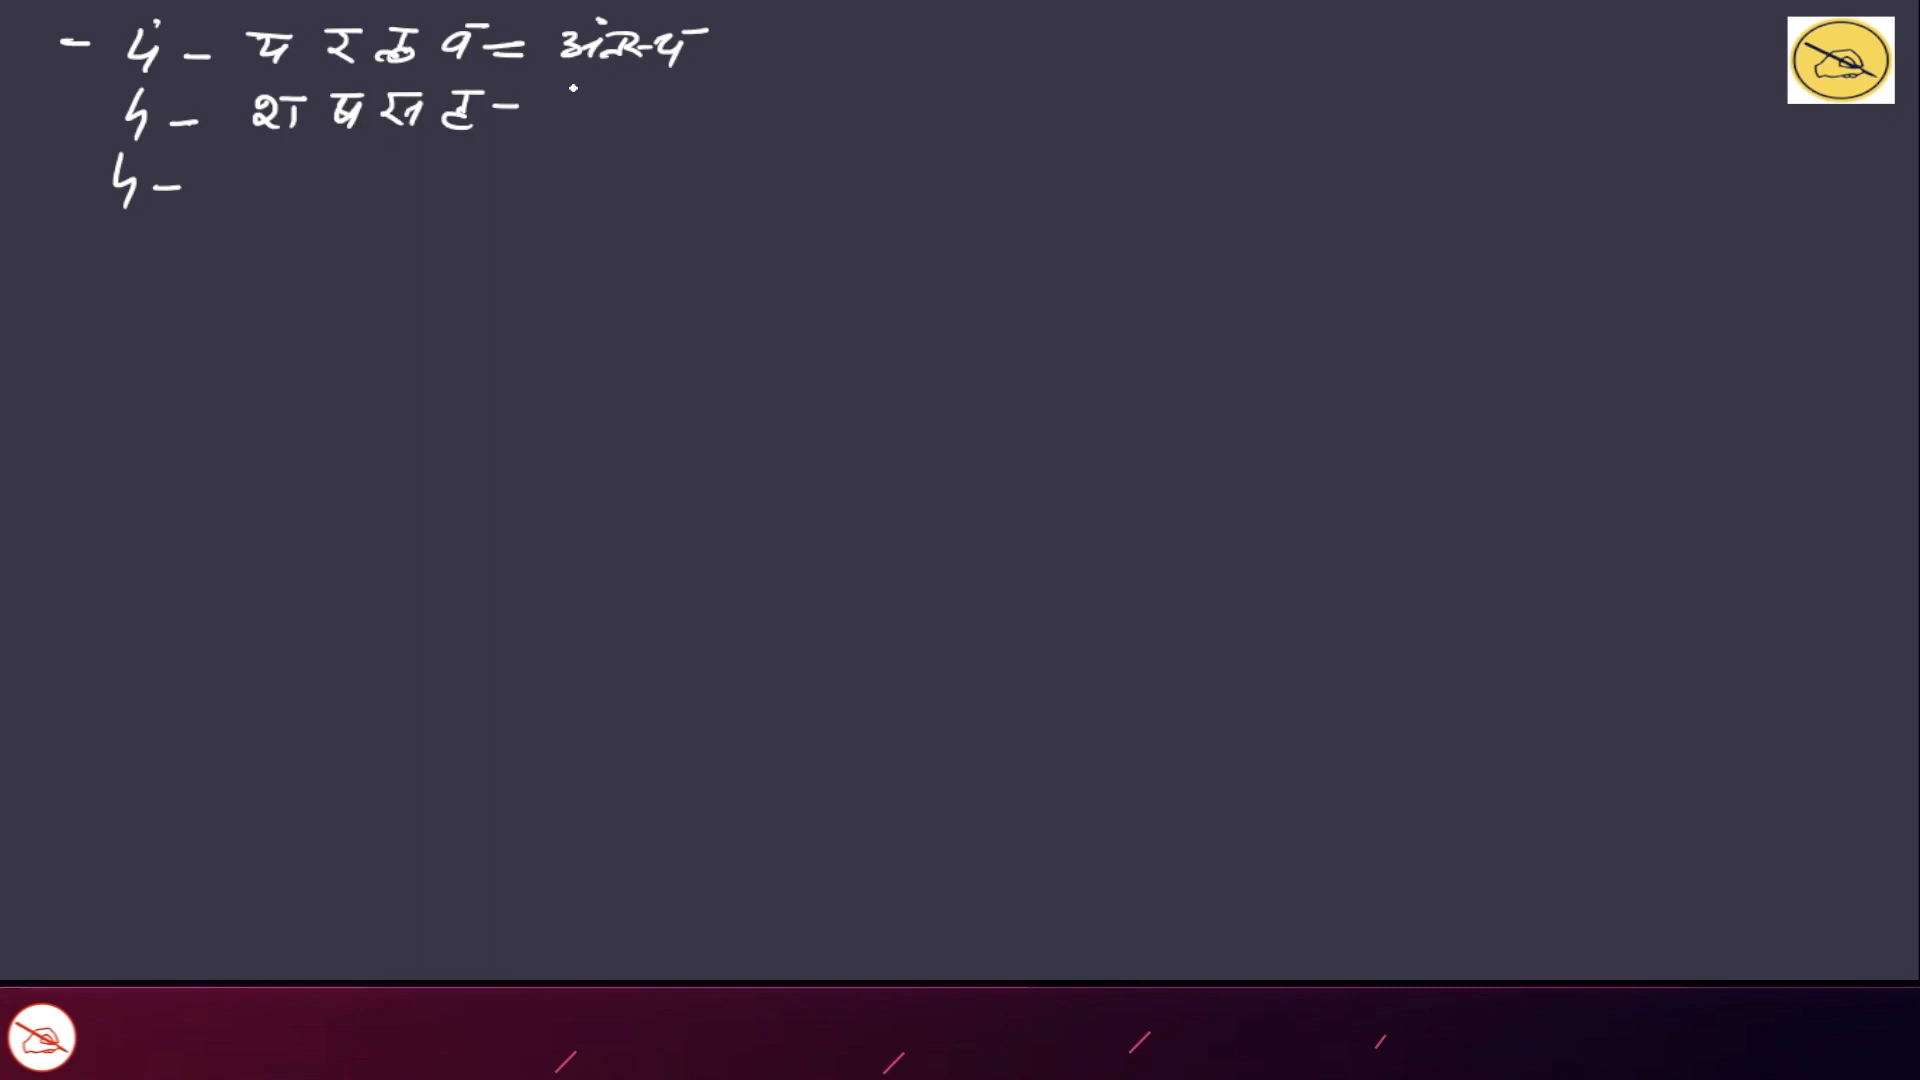 - 4 - य र ल व = अंतस्थ
4 - श ष स ह -
4 -